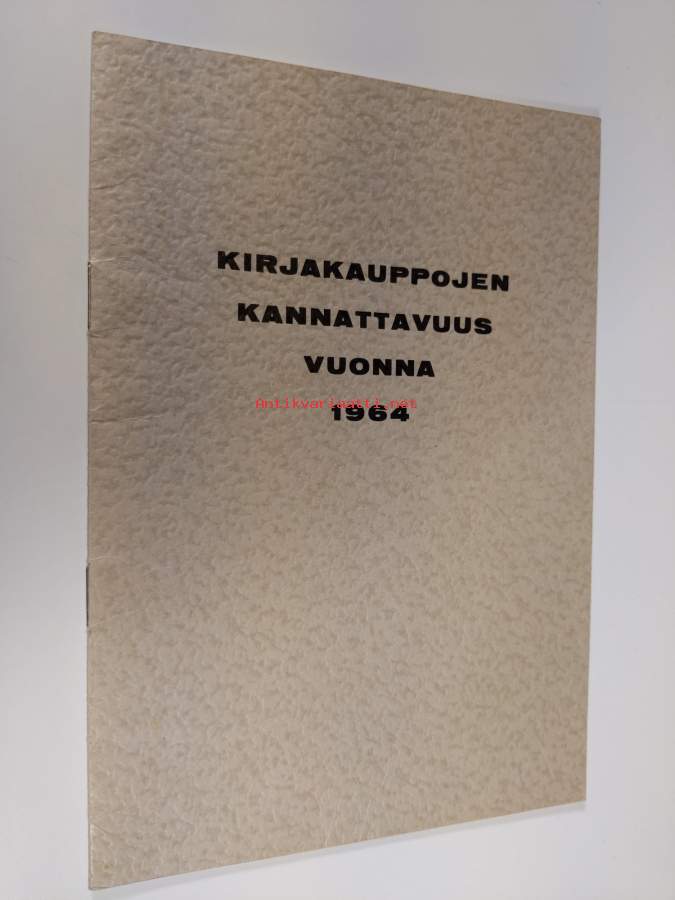 KIRJAKAUPPOJEN
KANNATTAVUUS
VUONNA
1964
Antikvariaatti.net